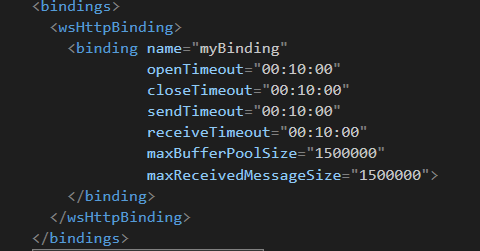 <bindings>
<wsHttpBinding>
<binding name="myBinding"
openTimeout="00:10:00"
closeTimeout="00:10:00"
sendTimeout="00:10:00"
receiveTimeout="00:10:00"
maxBufferPoolSize="1500000"
maxReceivedMessageSize="1500000">
</binding>
</wsHttpBinding>
</bindings>